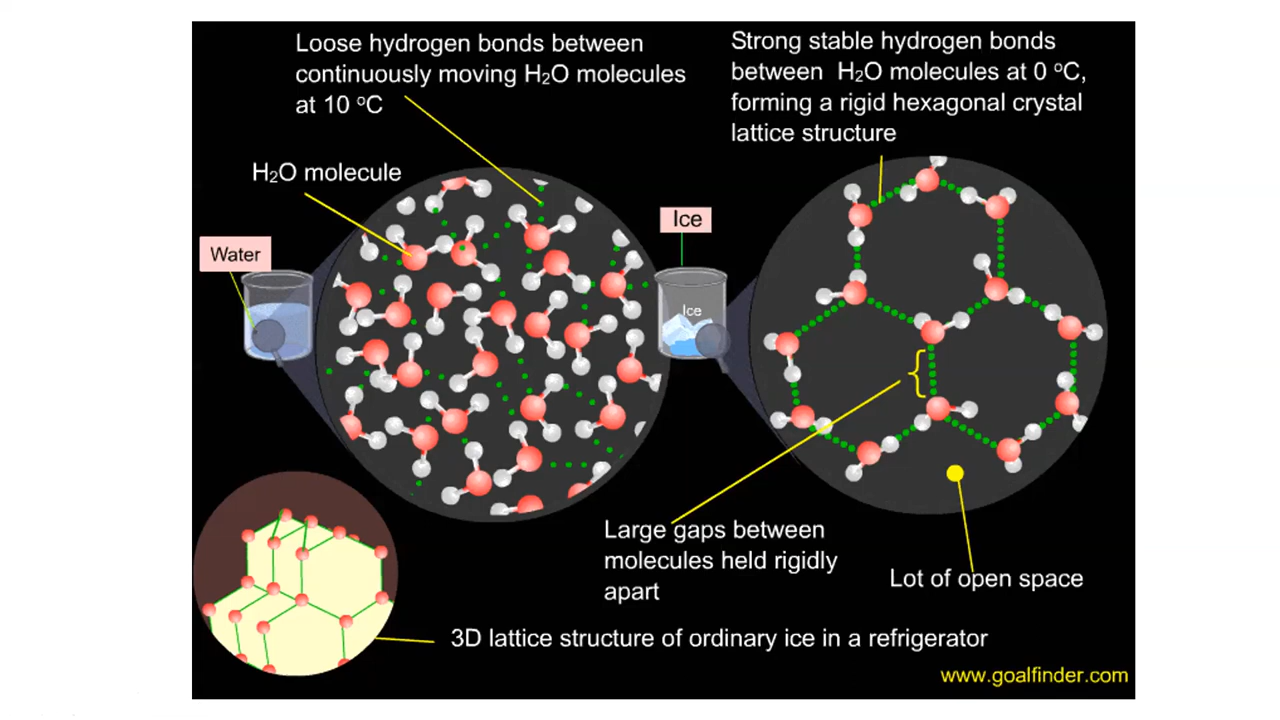 Loose hydrogen bonds between
continuously moving H₂O molecules
at 10 °C
Strong stable hydrogen bonds
between H₂O molecules at 0 °C,
forming a rigid hexagonal crystal
lattice structure
H₂O molecule
Water
Ice
Ice
Large gaps between
molecules held rigidly
apart
Lot of open space
3D lattice structure of ordinary ice in a refrigerator
www.goalfinder.com